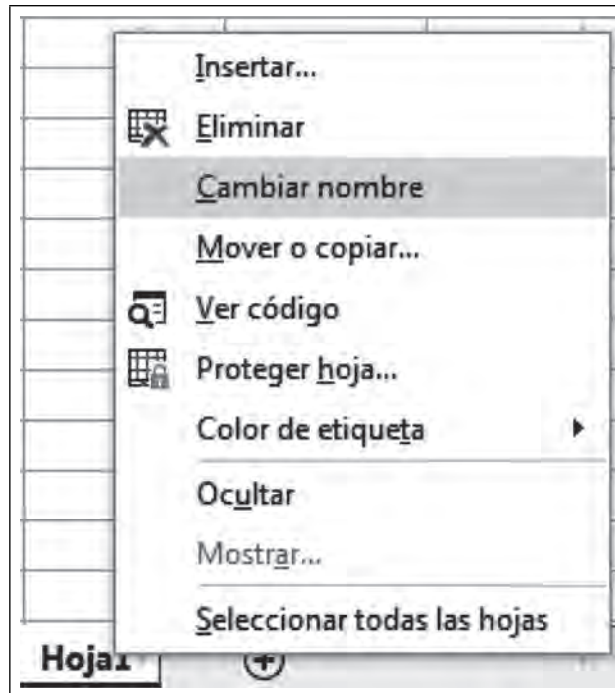 Insertar...
Eliminar
Cambiar nombre
Mover o copiar...
Ver código
Proteger hoja...
Color de etiqueta
Ocultar
Mostrar...
Seleccionar todas las hojas
Hoja1